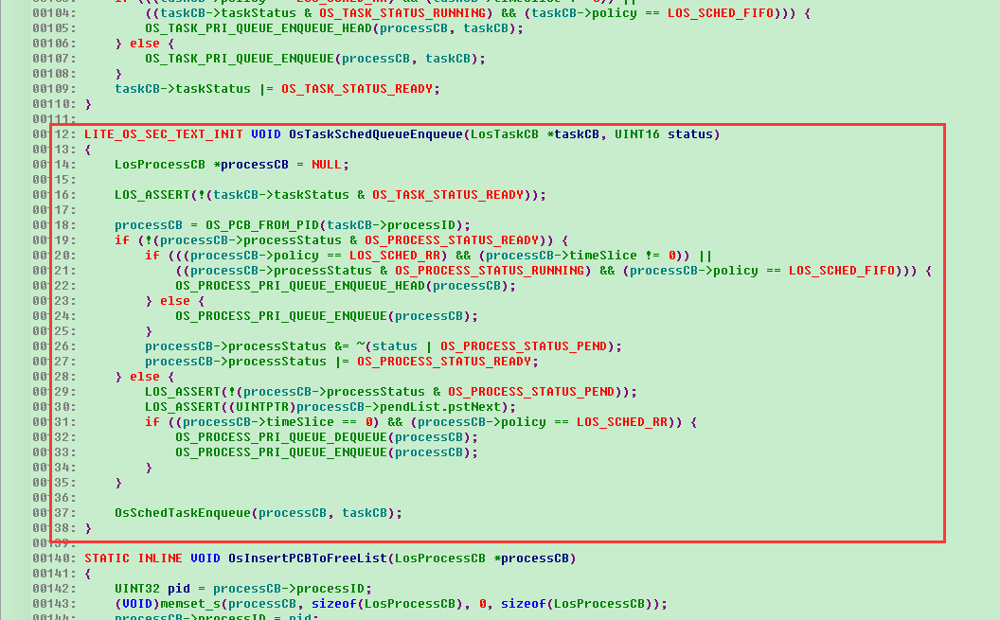 00104:         ((taskCB->taskStatus & OS_TASK_STATUS_RUNNING) && (taskCB->policy == LOS_SCHED_FIFO))) {
00105:         OS_TASK_PRI_QUEUE_ENQUEUE_HEAD(processCB, taskCB);
00106:     } else {
00107:         OS_TASK_PRI_QUEUE_ENQUEUE(processCB, taskCB);
00108:     }
00109:     taskCB->taskStatus |= OS_TASK_STATUS_READY;
00110: }
00111:
00112: LITE_OS_SEC_TEXT_INIT VOID OsTaskSchedQueueEnqueue(LosTaskCB *taskCB, UINT16 status)
00113: {
00114:     LosProcessCB *processCB = NULL;
00115:
00116:     LOS_ASSERT(!(taskCB->taskStatus & OS_TASK_STATUS_READY));
00117:
00118:     processCB = OS_PCB_FROM_PID(taskCB->processID);
00119:     if (!(processCB->processStatus & OS_PROCESS_STATUS_READY)) {
00120:         if (((processCB->policy == LOS_SCHED_RR) && (processCB->timeSlice != 0)) ||
00121:             ((processCB->processStatus & OS_PROCESS_STATUS_RUNNING) && (processCB->policy == LOS_SCHED_FIFO))) {
00122:             OS_PROCESS_PRI_QUEUE_ENQUEUE_HEAD(processCB);
00123:         } else {
00124:             OS_PROCESS_PRI_QUEUE_ENQUEUE(processCB);
00125:         }
00126:         processCB->processStatus &= ~(status | OS_PROCESS_STATUS_PEND);
00127:         processCB->processStatus |= OS_PROCESS_STATUS_READY;
00128:     } else {
00129:         LOS_ASSERT(!(processCB->processStatus & OS_PROCESS_STATUS_PEND));
00130:         LOS_ASSERT((UINTPTR)processCB->pendList.pstNext);
00131:         if ((processCB->timeSlice == 0) && (processCB->policy == LOS_SCHED_RR)) {
00132:             OS_PROCESS_PRI_QUEUE_DEQUEUE(processCB);
00133:             OS_PROCESS_PRI_QUEUE_ENQUEUE(processCB);
00134:         }
00135:     }
00136:
00137:     OsSchedTaskEnqueue(processCB, taskCB);
00138: }
00139:
00140: STATIC INLINE VOID OsInsertPCBToFreeList(LosProcessCB *processCB)
00141: {
00142:     UINT32 pid = processCB->processID;
00143:     (VOID)memset_s(processCB, sizeof(LosProcessCB), 0, sizeof(LosProcessCB));
00144:     processCB->processID = pid;